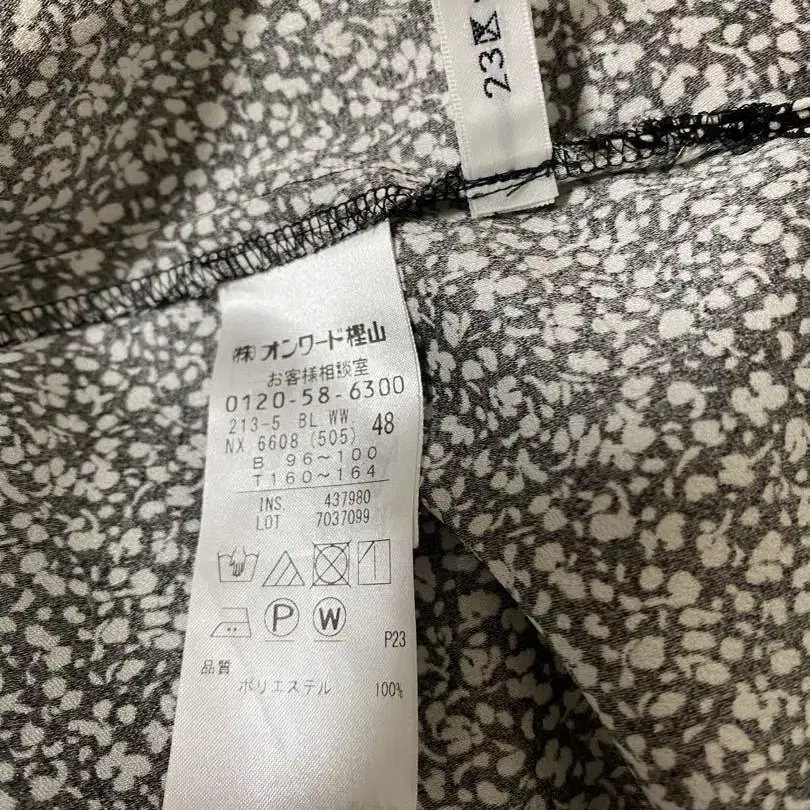 23区
㈱オンワード樫山
お客様相談室
0120-58-6300
213-5 BL.WW. 48
NX 6608 (505)
B 96~100
T 160~164
INS. 437980
LOT 7037099
P W
P23
品質
ポリエステル 100%